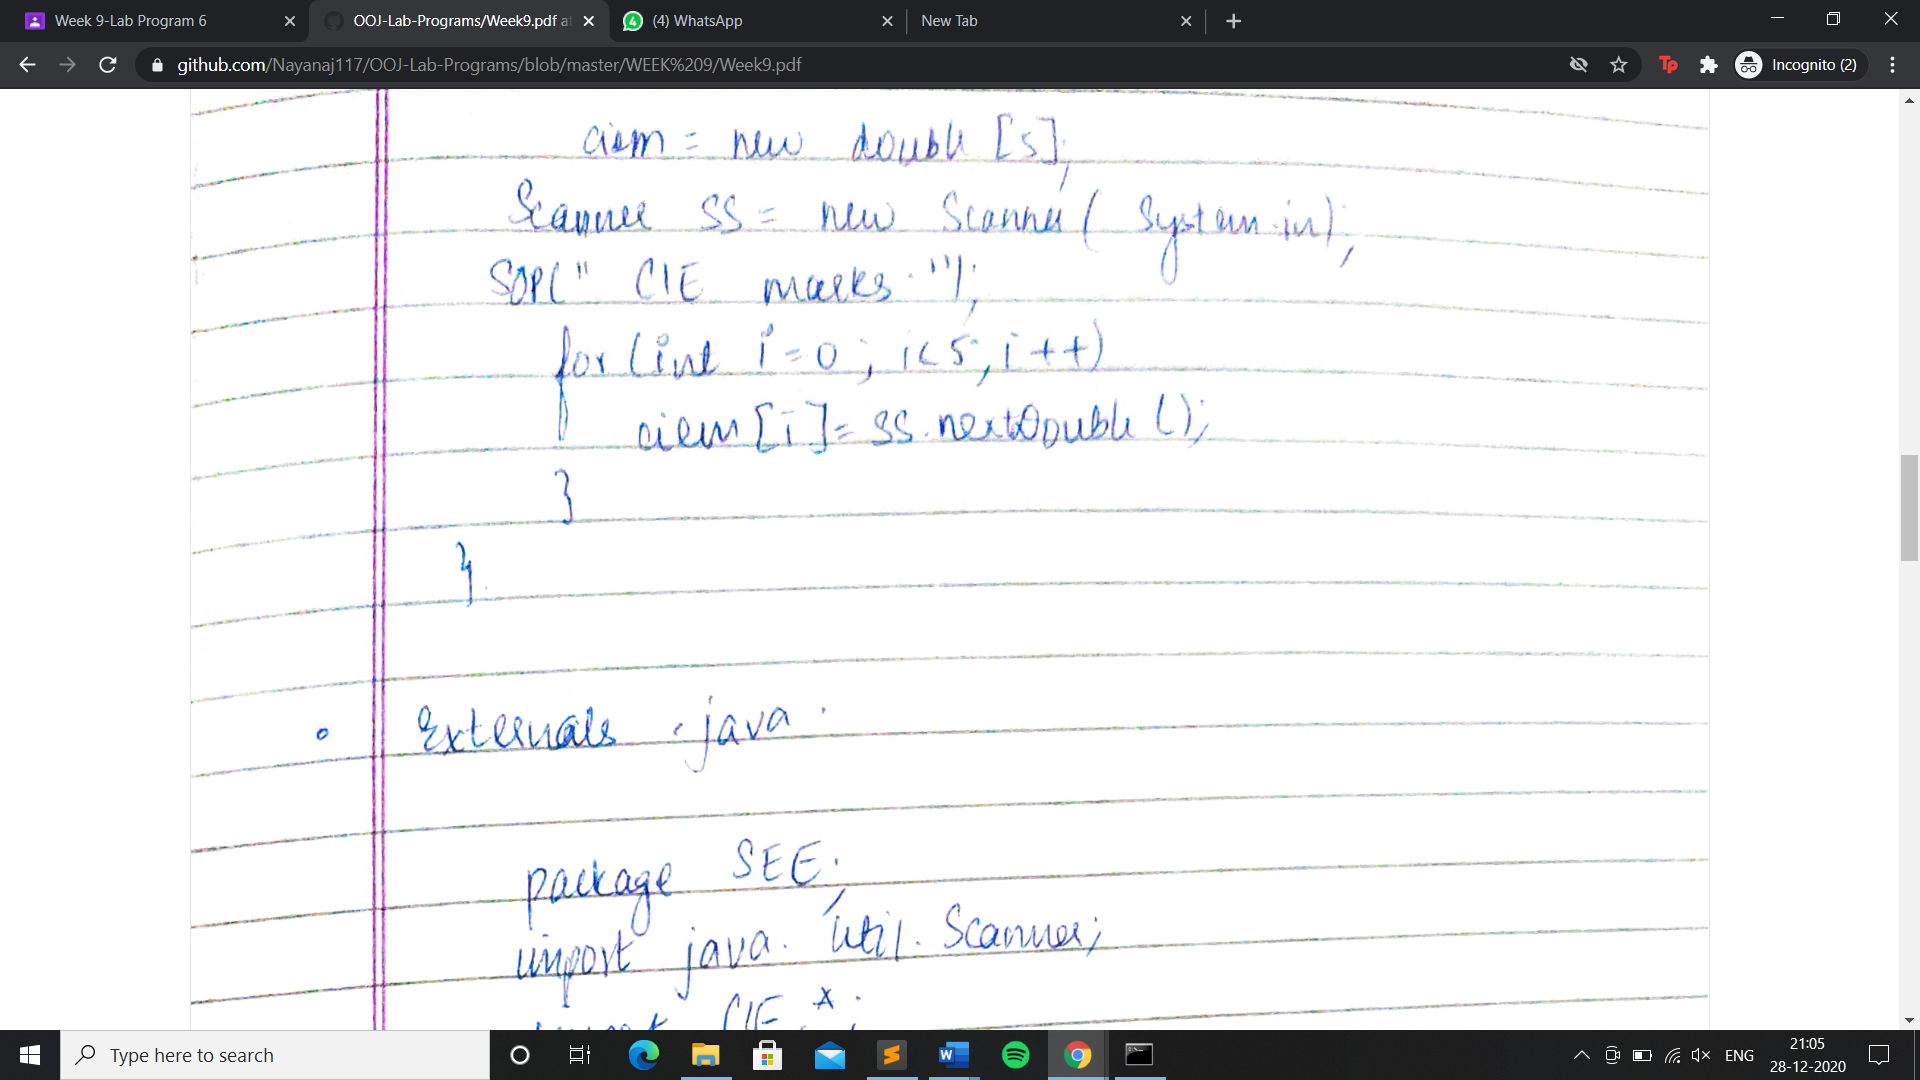 Week 9-Lab Program 6
OOJ-Lab-Programs/Week9.pdf at
(4) WhatsApp
New Tab
github.com/Nayanaj117/OOJ-Lab-Programs/blob/master/WEEK%209/Week9.pdf
Incognito (2)
ciem = new double [5];
Scanner SS = new Scanner ( System.in);
SOP(" CIE marks. ");
for (int i = 0 ; i< 5; i ++)
{
ciem [i] = SS. nextDouble ();
}
}.
• Externals .java .
package SEE;
import java. util. Scanner;
import CIE.*;
Type here to search
ENG
21:05
28-12-2020